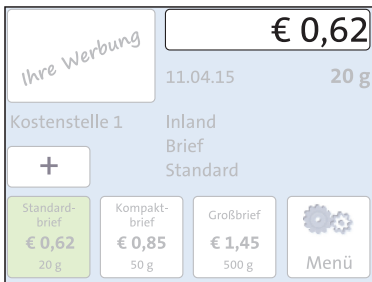 Ihre Werbung
€ 0,62
11.04.15 20 g
Kostenstelle 1
Inland
Brief
Standard
+
Standard-
brief
€ 0,62
20 g
Kompakt-
brief
€ 0,85
50 g
Großbrief
€ 1,45
500 g
Menü